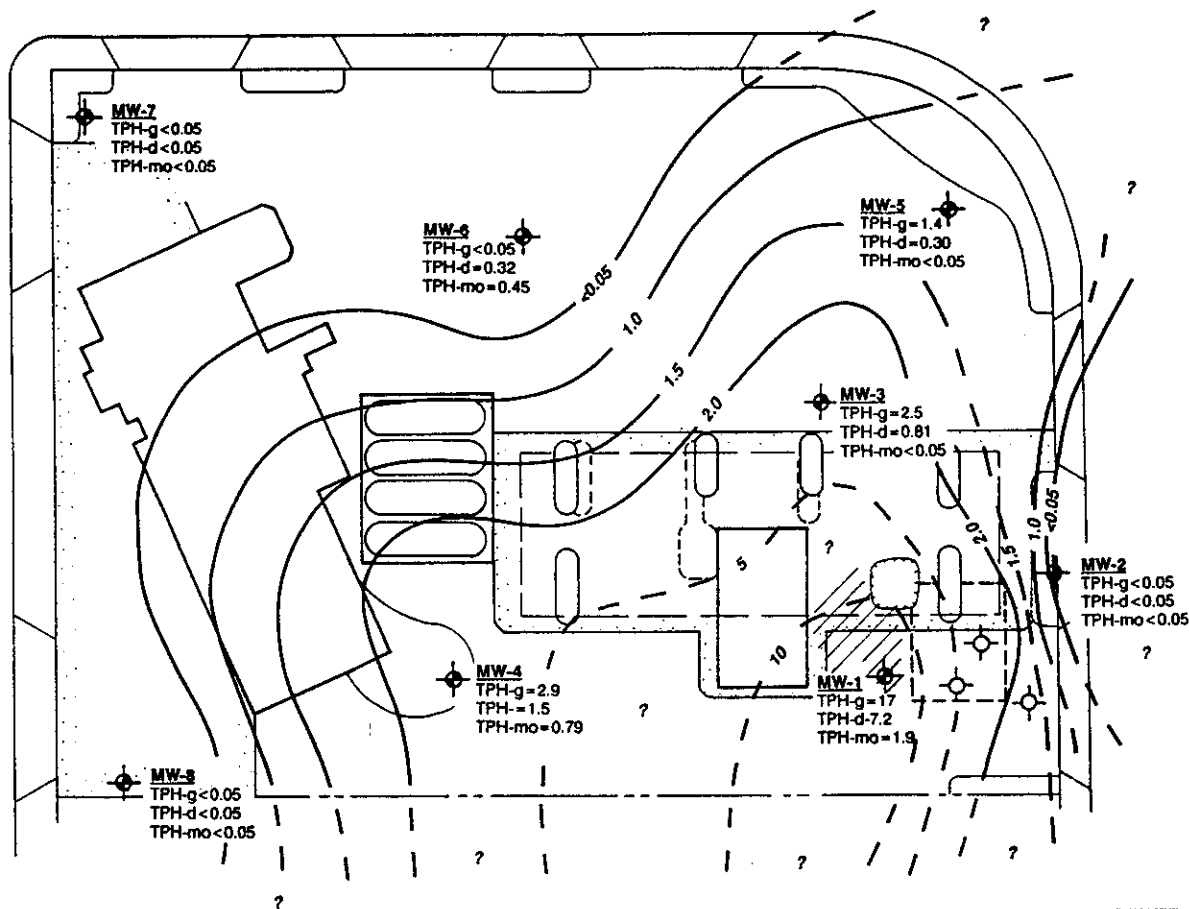 ?
MW-7
TPH-g<0.05
TPH-d<0.05
TPH-mo<0.05
?
MW-5
TPH-g=1.4
TPH-d=0.30
TPH-mo<0.05
MW-6
TPH-g<0.05
TPH-d=0.32
TPH-mo=0.45
<0.05
1.0
1.5
2.0
MW-3
TPH-g=2.5
TPH-d=0.81
TPH-mo<0.05
2.0
1.5
1.0
<0.05
?
5
10
MW-2
TPH-g<0.05
TPH-d<0.05
TPH-mo<0.05
?
MW-4
TPH-g=2.9
TPH-=1.5
TPH-mo=0.79
?
MW-1
TPH-g=17
TPH-d-7.2
TPH-mo=1.9
MW-8
TPH-g<0.05
TPH-d<0.05
TPH-mo<0.05
?
?
?
?